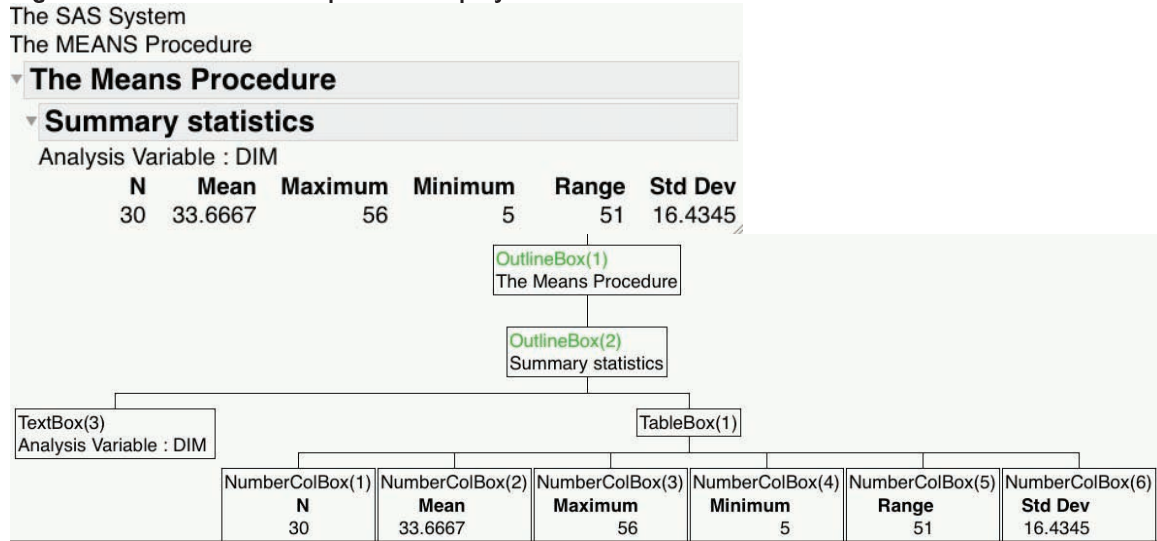 The SAS System
The MEANS Procedure
The Means Procedure
Summary statistics
Analysis Variable : DIM
N Mean Maximum Minimum Range Std Dev
30 33.6667 56 5 51 16.4345
OutlineBox(1)
The Means Procedure
OutlineBox(2)
Summary statistics
TextBox(3)
Analysis Variable : DIM
TableBox(1)
NumberColBox(1) NumberColBox(2) NumberColBox(3) NumberColBox(4) NumberColBox(5) NumberColBox(6)
N Mean Maximum Minimum Range Std Dev
30 33.6667 56 5 51 16.4345